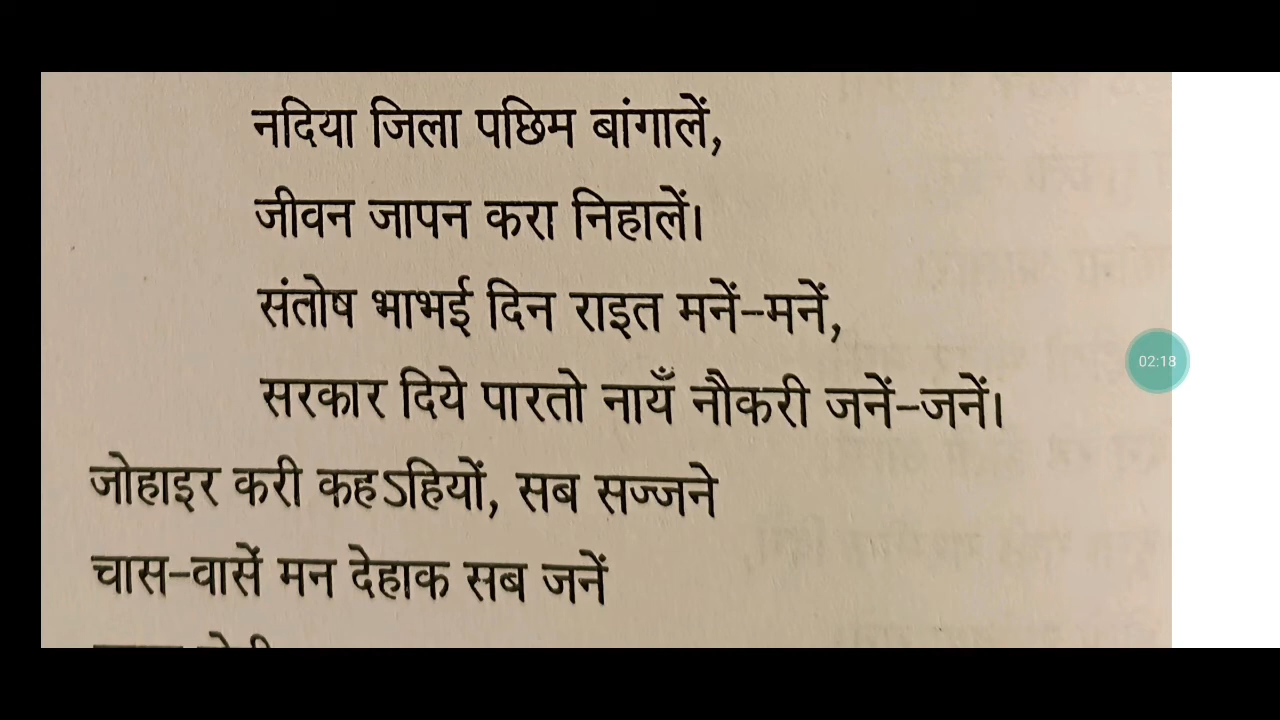 नदिया जिला पछिम बांगालें,
जीवन जापन करा निहालें।
संतोष भाभई दिन राइत मनें-मनें,
सरकार दिये पारतो नायँ नौकरी जनें-जनें।
02:18
जोहाइर करी कहऽहियों, सब सज्जने
चास-वासें मन देहाक सब जनें